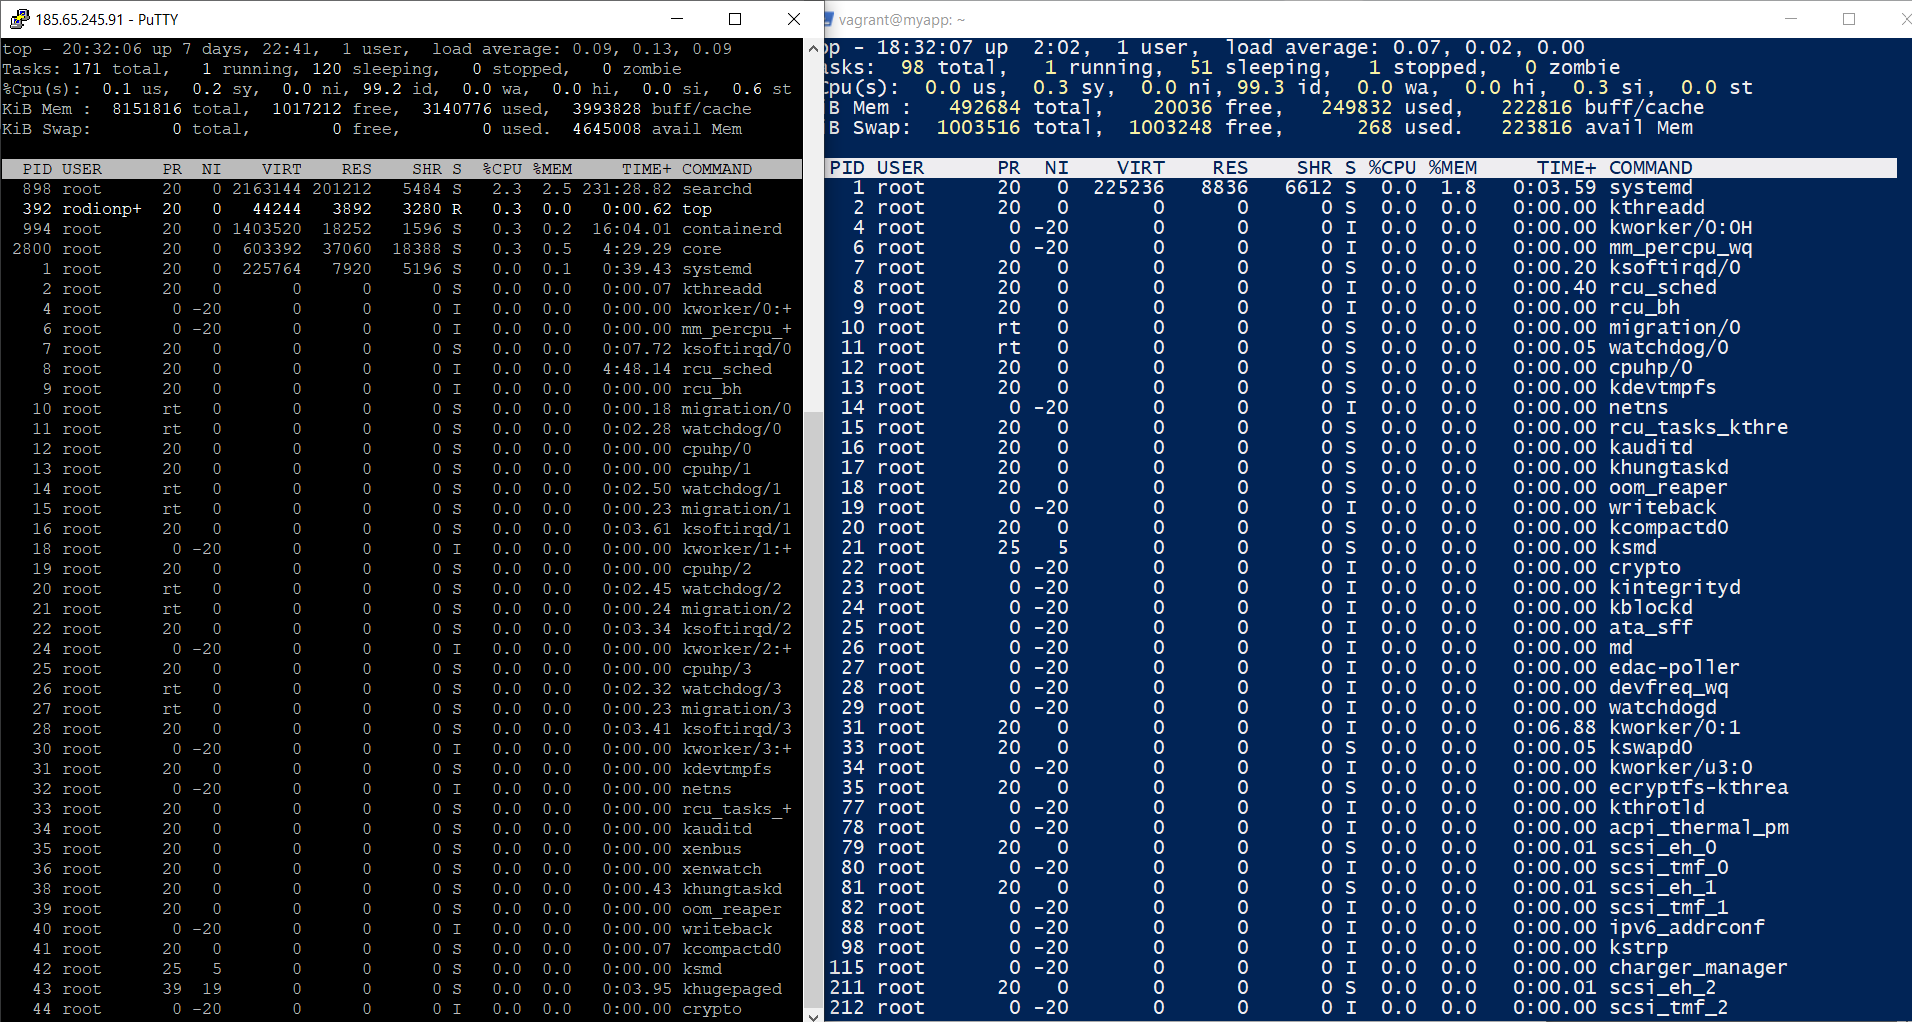 185.65.245.91 - PuTTY
top - 20:32:06 up 7 days, 22:41,  1 user,  load average: 0.09, 0.13, 0.09
Tasks: 171 total,   1 running, 120 sleeping,   0 stopped,   0 zombie
%Cpu(s):  0.1 us,  0.2 sy,  0.0 ni, 99.2 id,  0.0 wa,  0.0 hi,  0.0 si,  0.6 st
KiB Mem :  8151816 total,  1017212 free,  3140776 used,  3993828 buff/cache
KiB Swap:        0 total,        0 free,        0 used.  4645008 avail Mem
PID USER      PR  NI    VIRT    RES    SHR S  %CPU %MEM     TIME+ COMMAND
898 root      20   0 2163144 201212   5484 S   2.3  2.5 231:28.82 searchd
392 rodionp+  20   0   44244   3892   3280 R   0.3  0.0   0:00.62 top
994 root      20   0 1403520  18252   1596 S   0.3  0.2  16:04.01 containerd
2800 root      20   0  603392  37060  18388 S   0.3  0.5   4:29.29 core
1 root      20   0  225764   7920   5196 S   0.0  0.1   0:39.43 systemd
2 root      20   0       0      0      0 S   0.0  0.0   0:00.07 kthreadd
4 root       0 -20       0      0      0 I   0.0  0.0   0:00.00 kworker/0:+
6 root       0 -20       0      0      0 I   0.0  0.0   0:00.00 mm_percpu_+
7 root      20   0       0      0      0 S   0.0  0.0   0:07.72 ksoftirqd/0
8 root      20   0       0      0      0 I   0.0  0.0   4:48.14 rcu_sched
9 root      20   0       0      0      0 I   0.0  0.0   0:00.00 rcu_bh
10 root      rt   0       0      0      0 S   0.0  0.0   0:00.18 migration/0
11 root      rt   0       0      0      0 S   0.0  0.0   0:02.28 watchdog/0
12 root      20   0       0      0      0 S   0.0  0.0   0:00.00 cpuhp/0
13 root      20   0       0      0      0 S   0.0  0.0   0:00.00 cpuhp/1
14 root      rt   0       0      0      0 S   0.0  0.0   0:02.50 watchdog/1
15 root      rt   0       0      0      0 S   0.0  0.0   0:00.23 migration/1
16 root      20   0       0      0      0 S   0.0  0.0   0:03.61 ksoftirqd/1
18 root       0 -20       0      0      0 I   0.0  0.0   0:00.00 kworker/1:+
19 root      20   0       0      0      0 S   0.0  0.0   0:00.00 cpuhp/2
20 root      rt   0       0      0      0 S   0.0  0.0   0:02.45 watchdog/2
21 root      rt   0       0      0      0 S   0.0  0.0   0:00.24 migration/2
22 root      20   0       0      0      0 S   0.0  0.0   0:03.34 ksoftirqd/2
24 root       0 -20       0      0      0 I   0.0  0.0   0:00.00 kworker/2:+
25 root      20   0       0      0      0 S   0.0  0.0   0:00.00 cpuhp/3
26 root      rt   0       0      0      0 S   0.0  0.0   0:02.32 watchdog/3
27 root      rt   0       0      0      0 S   0.0  0.0   0:00.23 migration/3
28 root      20   0       0      0      0 S   0.0  0.0   0:03.41 ksoftirqd/3
30 root       0 -20       0      0      0 I   0.0  0.0   0:00.00 kworker/3:+
31 root      20   0       0      0      0 S   0.0  0.0   0:00.00 kdevtmpfs
32 root       0 -20       0      0      0 I   0.0  0.0   0:00.00 netns
33 root      20   0       0      0      0 S   0.0  0.0   0:00.00 rcu_tasks_+
34 root      20   0       0      0      0 S   0.0  0.0   0:00.00 kauditd
35 root      20   0       0      0      0 S   0.0  0.0   0:00.00 xenbus
36 root      20   0       0      0      0 S   0.0  0.0   0:00.00 xenwatch
38 root      20   0       0      0      0 S   0.0  0.0   0:00.43 khungtaskd
39 root      20   0       0      0      0 S   0.0  0.0   0:00.00 oom_reaper
40 root       0 -20       0      0      0 I   0.0  0.0   0:00.00 writeback
41 root      20   0       0      0      0 S   0.0  0.0   0:00.07 kcompactd0
42 root      25   5       0      0      0 S   0.0  0.0   0:00.00 ksmd
43 root      39  19       0      0      0 S   0.0  0.0   0:03.95 khugepaged
44 root       0 -20       0      0      0 I   0.0  0.0   0:00.00 crypto
vagrant@myapp: ~
op - 18:32:07 up  2:02,  1 user,  load average: 0.07, 0.02, 0.00
asks:  98 total,   1 running,  51 sleeping,   1 stopped,   0 zombie
Cpu(s):  0.0 us,  0.3 sy,  0.0 ni, 99.3 id,  0.0 wa,  0.0 hi,  0.3 si,  0.0 st
iB Mem :   492684 total,    20036 free,   249832 used,   222816 buff/cache
iB Swap:  1003516 total,  1003248 free,      268 used.   223816 avail Mem
PID USER      PR  NI    VIRT    RES    SHR S %CPU %MEM     TIME+ COMMAND
1 root      20   0  225236   8836   6612 S  0.0  1.8   0:03.59 systemd
2 root      20   0       0      0      0 S  0.0  0.0   0:00.00 kthreadd
4 root       0 -20       0      0      0 I  0.0  0.0   0:00.00 kworker/0:0H
6 root       0 -20       0      0      0 I  0.0  0.0   0:00.00 mm_percpu_wq
7 root      20   0       0      0      0 S  0.0  0.0   0:00.20 ksoftirqd/0
8 root      20   0       0      0      0 I  0.0  0.0   0:00.40 rcu_sched
9 root      20   0       0      0      0 I  0.0  0.0   0:00.00 rcu_bh
10 root      rt   0       0      0      0 S  0.0  0.0   0:00.00 migration/0
11 root      rt   0       0      0      0 S  0.0  0.0   0:00.05 watchdog/0
12 root      20   0       0      0      0 S  0.0  0.0   0:00.00 cpuhp/0
13 root      20   0       0      0      0 S  0.0  0.0   0:00.00 kdevtmpfs
14 root       0 -20       0      0      0 I  0.0  0.0   0:00.00 netns
15 root      20   0       0      0      0 S  0.0  0.0   0:00.00 rcu_tasks_kthre
16 root      20   0       0      0      0 S  0.0  0.0   0:00.00 kauditd
17 root      20   0       0      0      0 S  0.0  0.0   0:00.00 khungtaskd
18 root      20   0       0      0      0 S  0.0  0.0   0:00.00 oom_reaper
19 root       0 -20       0      0      0 I  0.0  0.0   0:00.00 writeback
20 root      20   0       0      0      0 S  0.0  0.0   0:00.00 kcompactd0
21 root      25   5       0      0      0 S  0.0  0.0   0:00.00 ksmd
22 root       0 -20       0      0      0 I  0.0  0.0   0:00.00 crypto
23 root       0 -20       0      0      0 I  0.0  0.0   0:00.00 kintegrityd
24 root       0 -20       0      0      0 I  0.0  0.0   0:00.00 kblockd
25 root       0 -20       0      0      0 I  0.0  0.0   0:00.00 ata_sff
26 root       0 -20       0      0      0 I  0.0  0.0   0:00.00 md
27 root       0 -20       0      0      0 I  0.0  0.0   0:00.00 edac-poller
28 root       0 -20       0      0      0 I  0.0  0.0   0:00.00 devfreq_wq
29 root       0 -20       0      0      0 I  0.0  0.0   0:00.00 watchdogd
31 root      20   0       0      0      0 I  0.0  0.0   0:06.88 kworker/0:1
33 root      20   0       0      0      0 S  0.0  0.0   0:00.05 kswapd0
34 root       0 -20       0      0      0 I  0.0  0.0   0:00.00 kworker/u3:0
35 root      20   0       0      0      0 S  0.0  0.0   0:00.00 ecryptfs-kthrea
77 root       0 -20       0      0      0 I  0.0  0.0   0:00.00 kthrotld
78 root       0 -20       0      0      0 I  0.0  0.0   0:00.00 acpi_thermal_pm
79 root      20   0       0      0      0 S  0.0  0.0   0:00.01 scsi_eh_0
80 root       0 -20       0      0      0 I  0.0  0.0   0:00.00 scsi_tmf_0
81 root      20   0       0      0      0 S  0.0  0.0   0:00.01 scsi_eh_1
82 root       0 -20       0      0      0 I  0.0  0.0   0:00.00 scsi_tmf_1
88 root       0 -20       0      0      0 I  0.0  0.0   0:00.00 ipv6_addrconf
98 root       0 -20       0      0      0 I  0.0  0.0   0:00.00 kstrp
115 root       0 -20       0      0      0 I  0.0  0.0   0:00.00 charger_manager
211 root      20   0       0      0      0 S  0.0  0.0   0:00.01 scsi_eh_2
212 root       0 -20       0      0      0 I  0.0  0.0   0:00.00 scsi_tmf_2